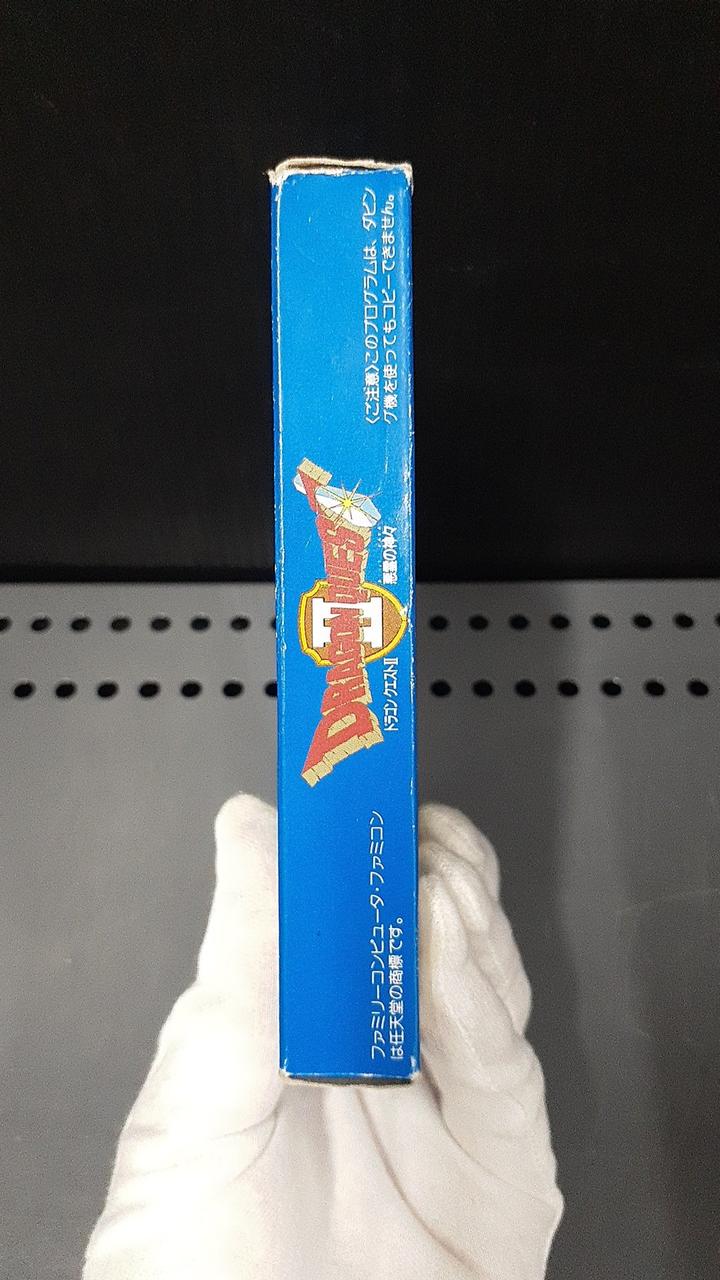 ファミリーコンピュータ・ファミコン
は任天堂の商標です。
DRAGON QUEST
II
ドラゴンクエストII 悪霊の神々
〈ご注意〉このプログラムは、ダビン
グ機を使ってもコピーできません。